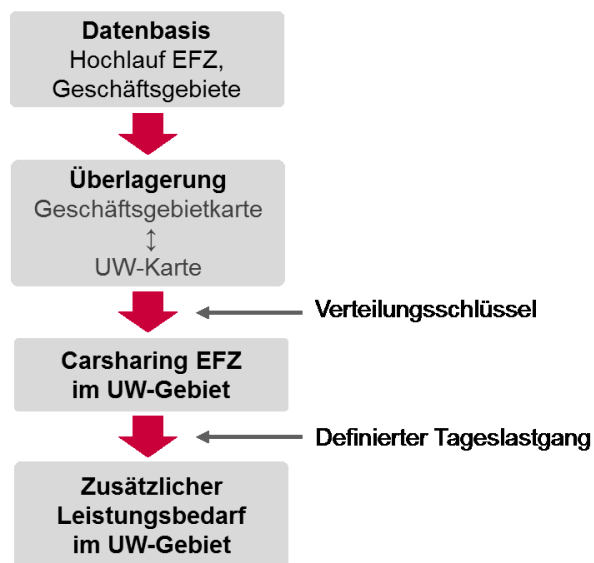 Datenbasis
Hochlauf EFZ,
Geschäftsgebiete
Überlagerung
Geschäftsgebietkarte
↕
UW-Karte
Verteilungsschlüssel
Carsharing EFZ
im UW-Gebiet
Definierter Tageslastgang
Zusätzlicher
Leistungsbedarf
im UW-Gebiet